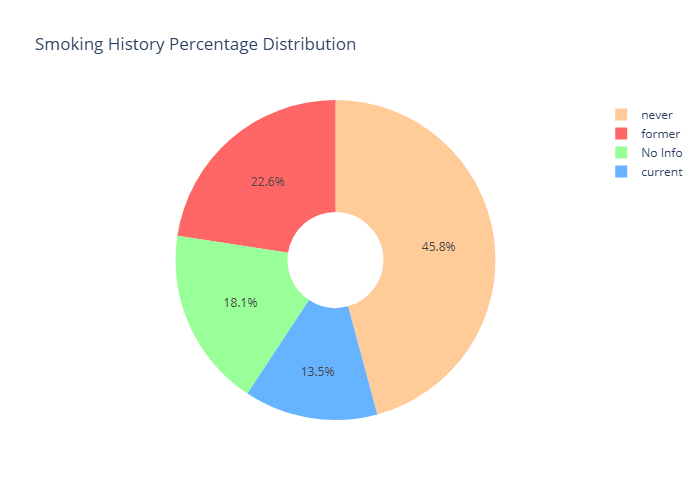 Smoking History Percentage Distribution
never
former
No Info
current
22.6%
45.8%
18.1%
13.5%